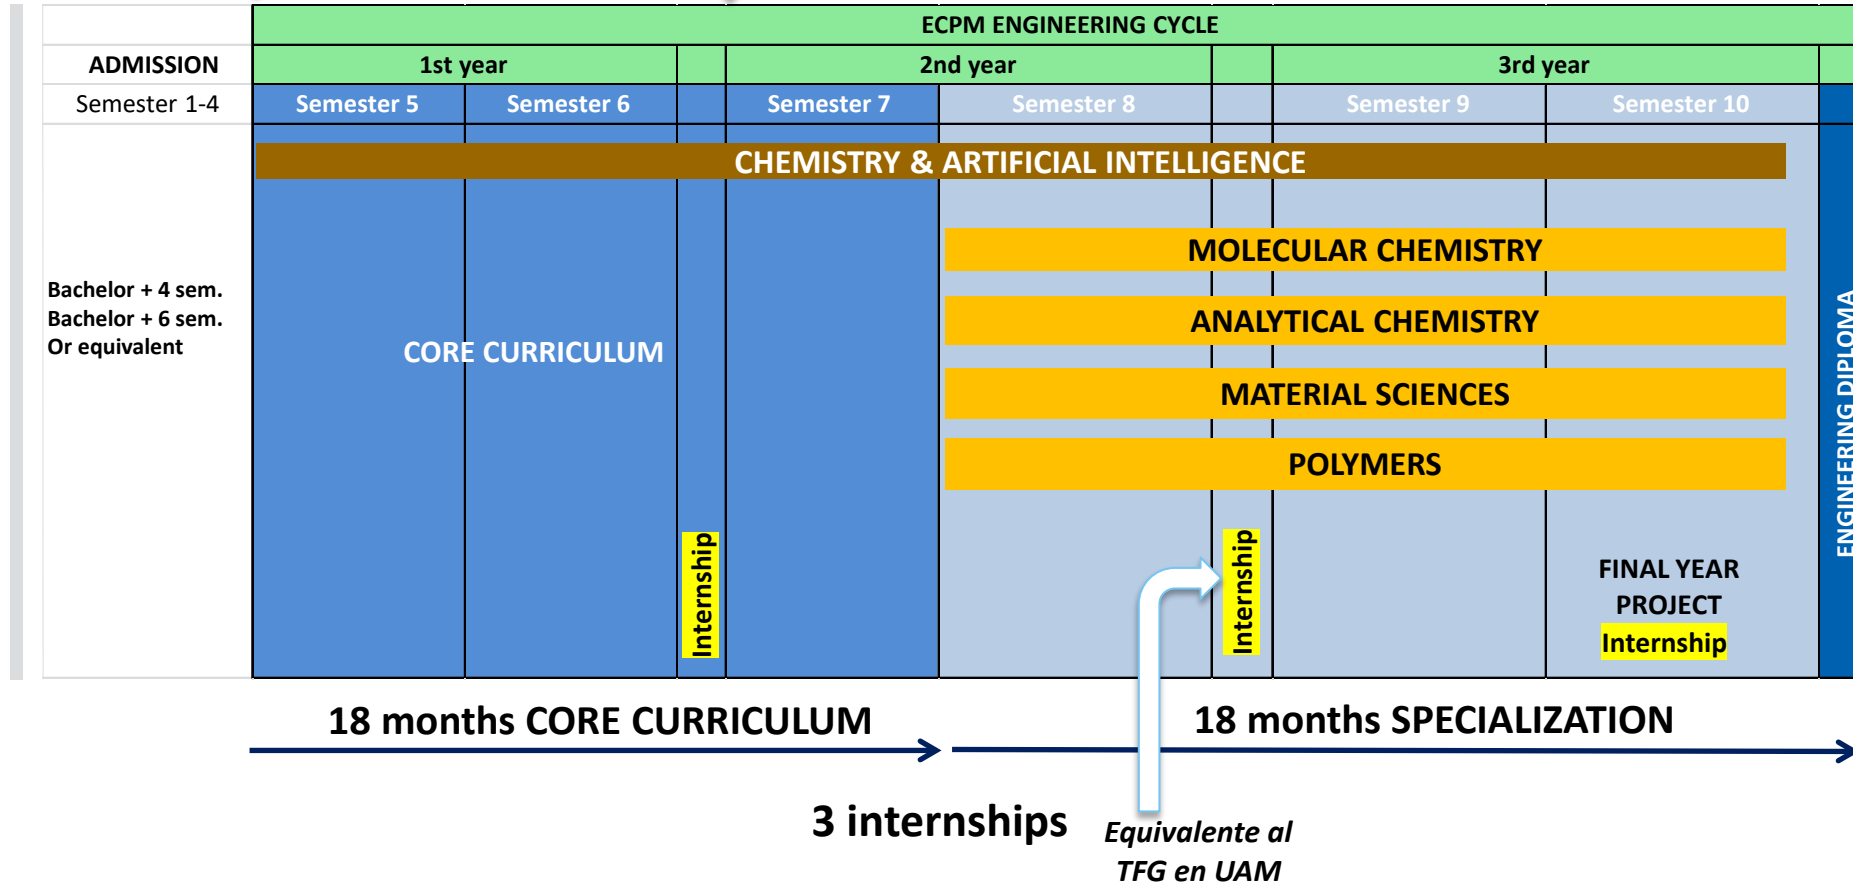 ECPM ENGINEERING CYCLE
ADMISSION 1st year 2nd year 3rd year
Semester 1-4 Semester 5 Semester 6 Semester 7 Semester 8 Semester 9 Semester 10
CHEMISTRY & ARTIFICIAL INTELLIGENCE
MOLECULAR CHEMISTRY
Bachelor + 4 sem.
Bachelor + 6 sem.
Or equivalent
CORE CURRICULUM
ANALYTICAL CHEMISTRY
MATERIAL SCIENCES
POLYMERS
Internship
Internship
FINAL YEAR
PROJECT
Internship
ENGINEERING DIPLOMA
18 months CORE CURRICULUM
18 months SPECIALIZATION
3 internships
Equivalente al
TFG en UAM